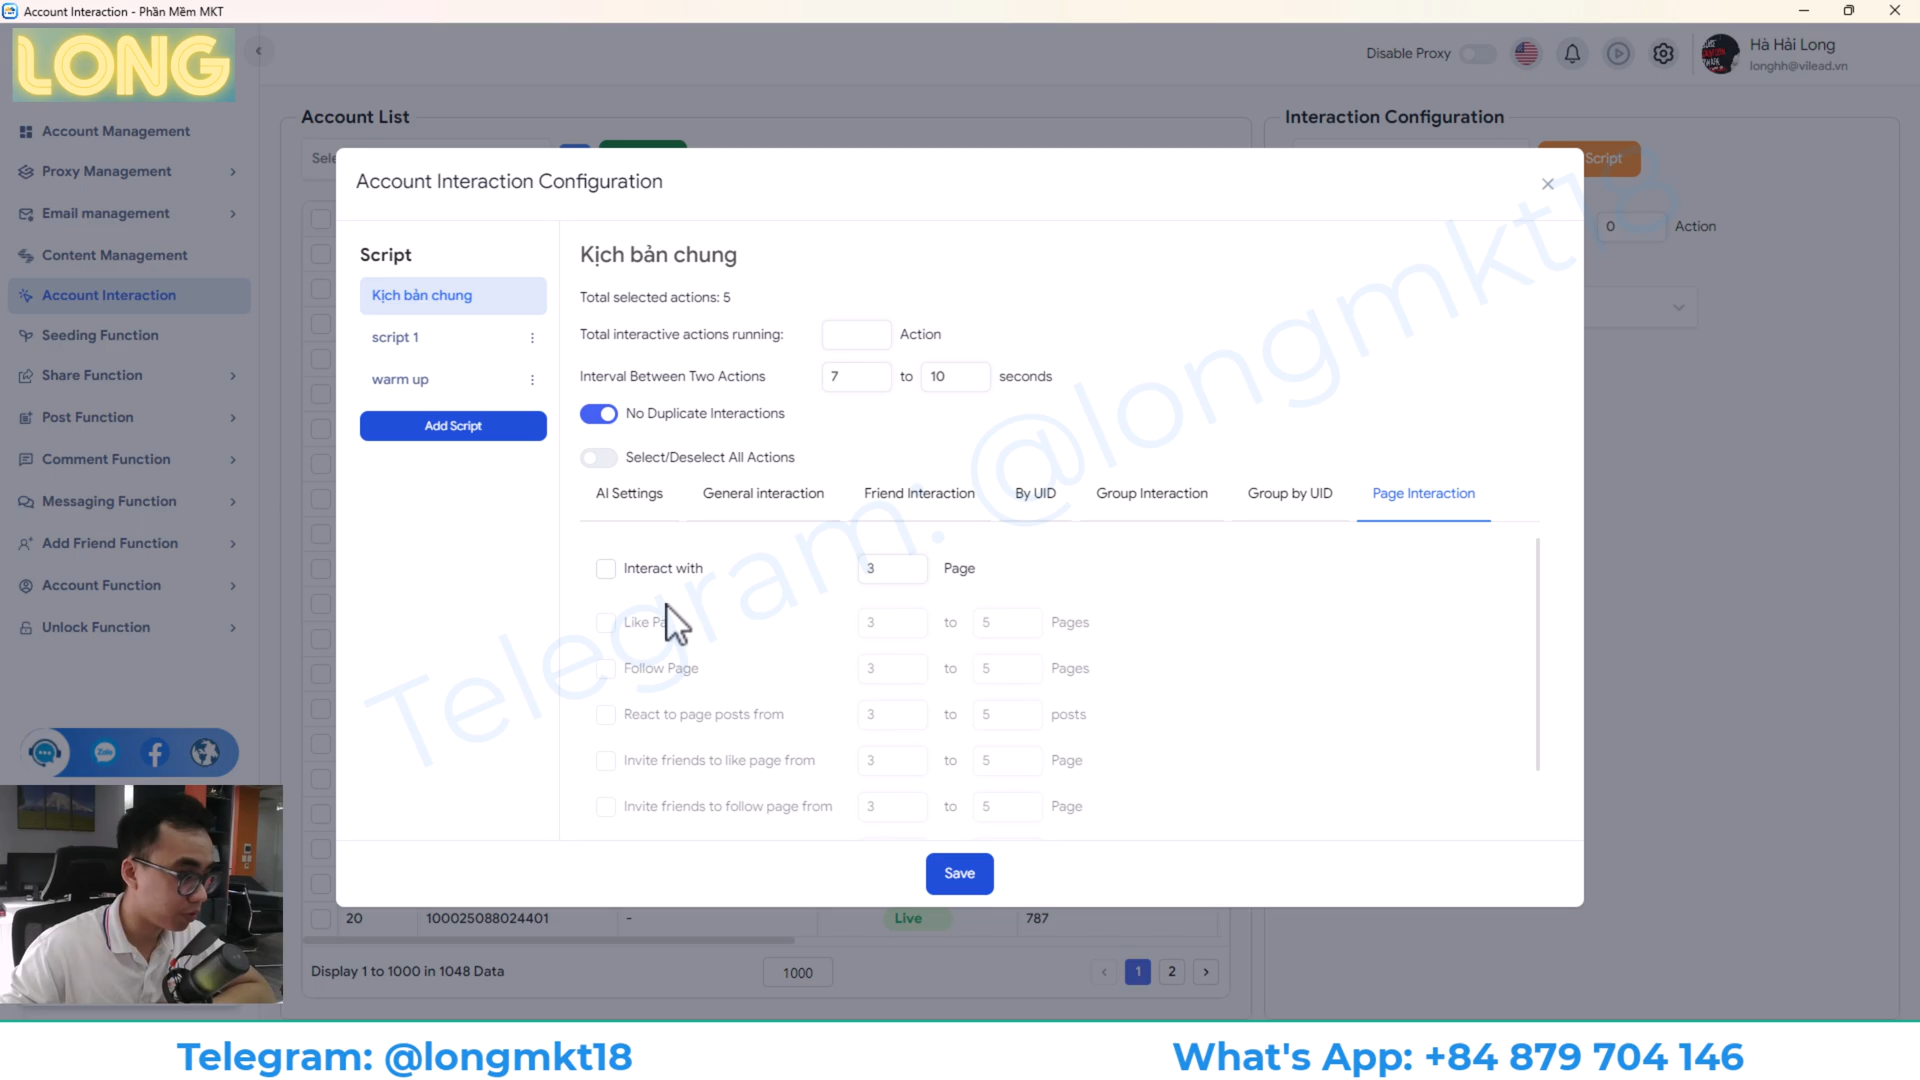 Account Interaction - Phần Mềm MKT
LONG
Disable Proxy
Hà Hải Long
longhh@vilead.vn
Account Management
Proxy Management
Email management
Content Management
Account Interaction
Seeding Function
Share Function
Post Function
Comment Function
Messaging Function
Add Friend Function
Account Function
Unlock Function
Zalo
Account List
Interaction Configuration
Script
0 Action
Account Interaction Configuration
Script
Kịch bản chung
script 1
warm up
Add Script
Kịch bản chung
Total selected actions: 5
Total interactive actions running: Action
Interval Between Two Actions 7 to 10 seconds
No Duplicate Interactions
Select/Deselect All Actions
AI Settings General interaction Friend Interaction By UID Group Interaction Group by UID Page Interaction
Interact with 3 Page
Like 3 to 5 Pages
Follow Page 3 to 5 Pages
React to page posts from 3 to 5 posts
Invite friends to like page from 3 to 5 Page
Invite friends to follow page from 3 to 5 Page
Save
Telegram: @longmkt18
20 100025088024401 - Live 787
Display 1 to 1000 in 1048 Data 1000 1 2
Telegram: @longmkt18
What's App: +84 879 704 146